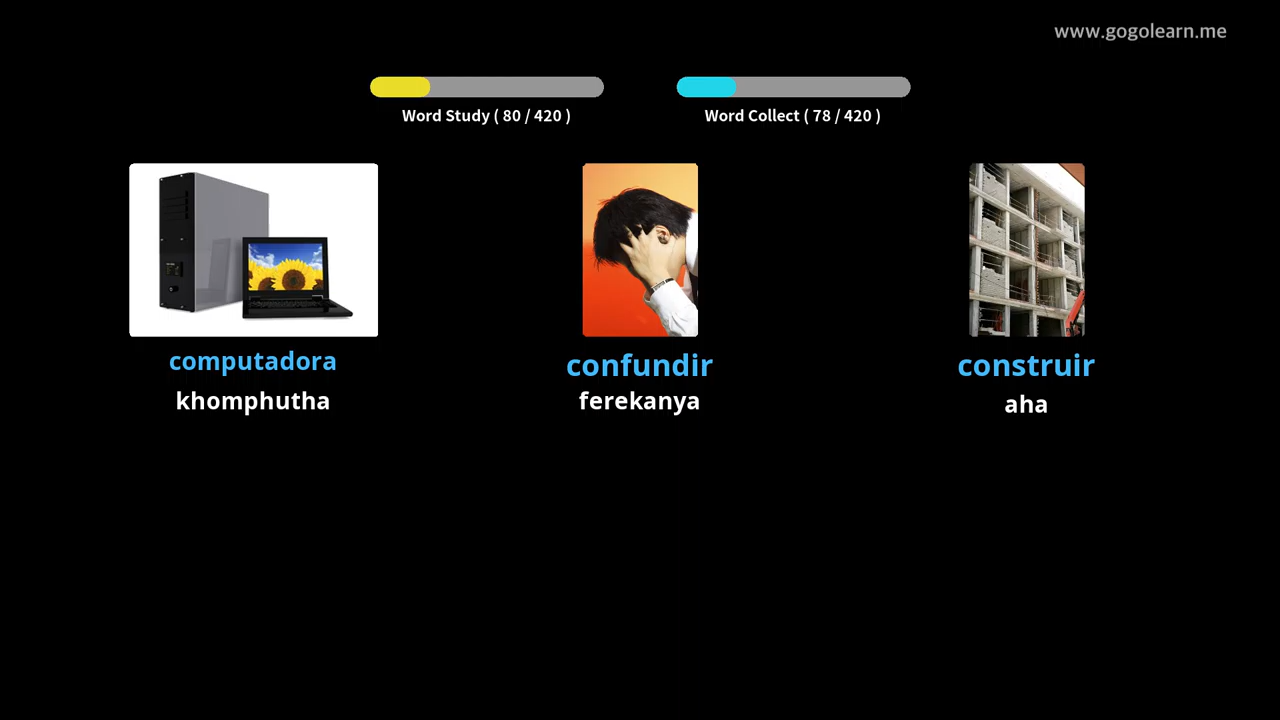 www.gogolearn.me
Word Study ( 80 / 420 )
Word Collect ( 78 / 420 )
computadora
khomphutha
confundir
ferekanya
construir
aha